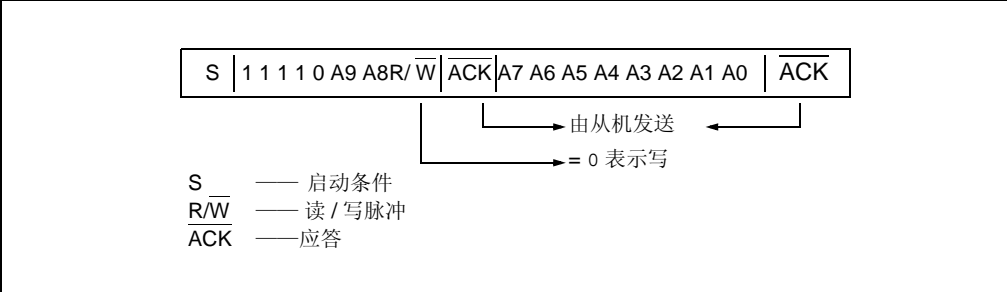 S 1 1 1 1 0 A9 A8R/ W ACK A7 A6 A5 A4 A3 A2 A1 A0 ACK
由从机发送
= 0 表示写
S —— 启动条件
R/W —— 读 / 写脉冲
ACK ——应答